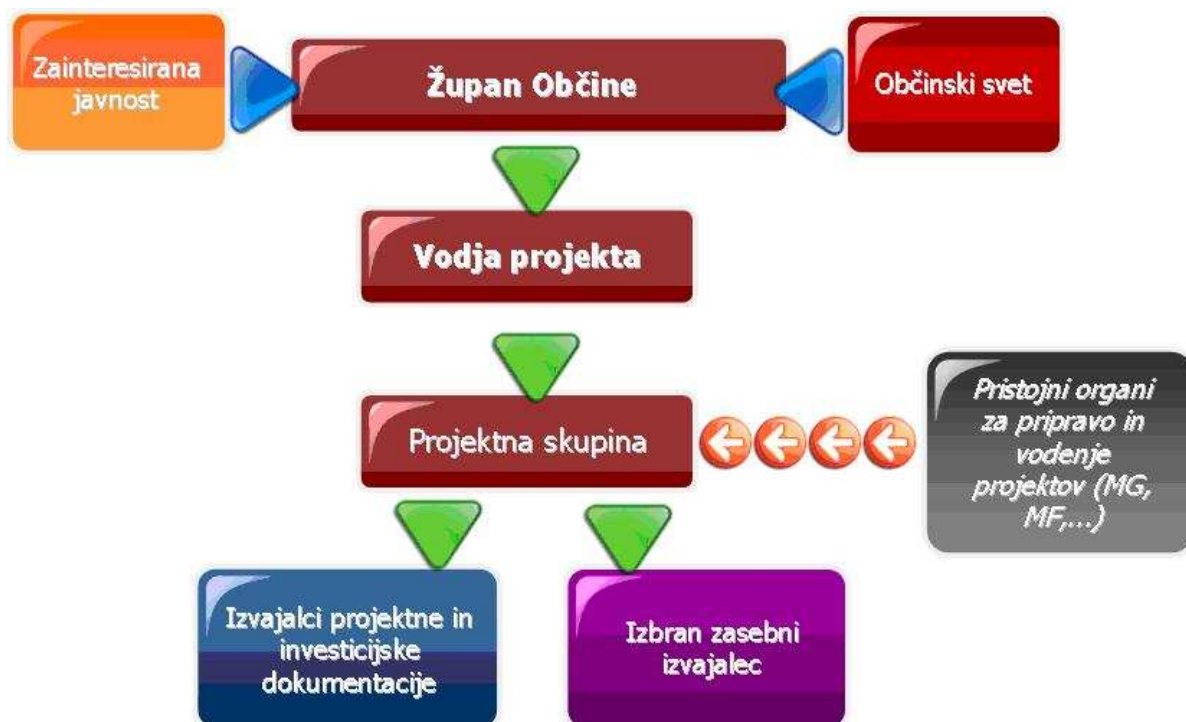 Zainteresirana
javnost
Župan Občine
Občinski svet
Vodja projekta
Projektna skupina
Pristojni organi
za pripravo in
vodenje
projektov (MG,
MF,...)
Izvajalci projektne in
investicijske
dokumentacije
Izbran zasebni
izvajalec